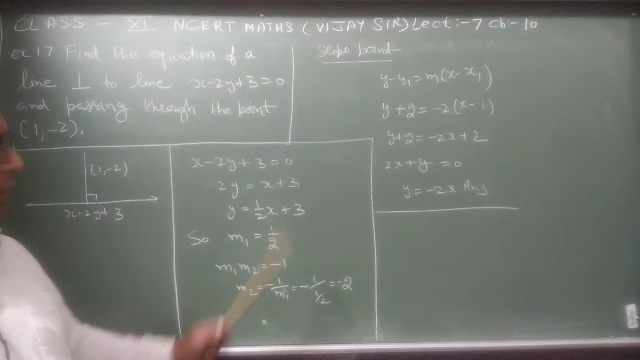 CLASS - XI NCERT MATHS (VIJAY SIR) Lect:-7 Ch-10
ex 17 Find the equation of a
line ⊥ to line x-2y+3=0
and passing through the point
(1,-2).
(1,-2)
x-2y+3
x-2y+3=0
2y=x+3
y=1/2x+3
So m₁=1/2
m₁m₂=-1
m₂=-1/m₁=-1/1/2=-2
slope point
y-y₁=m(x-x₁)
y+2=-2(x-1)
y+2=-2x+2
2x+y=0
y=-2x Ans